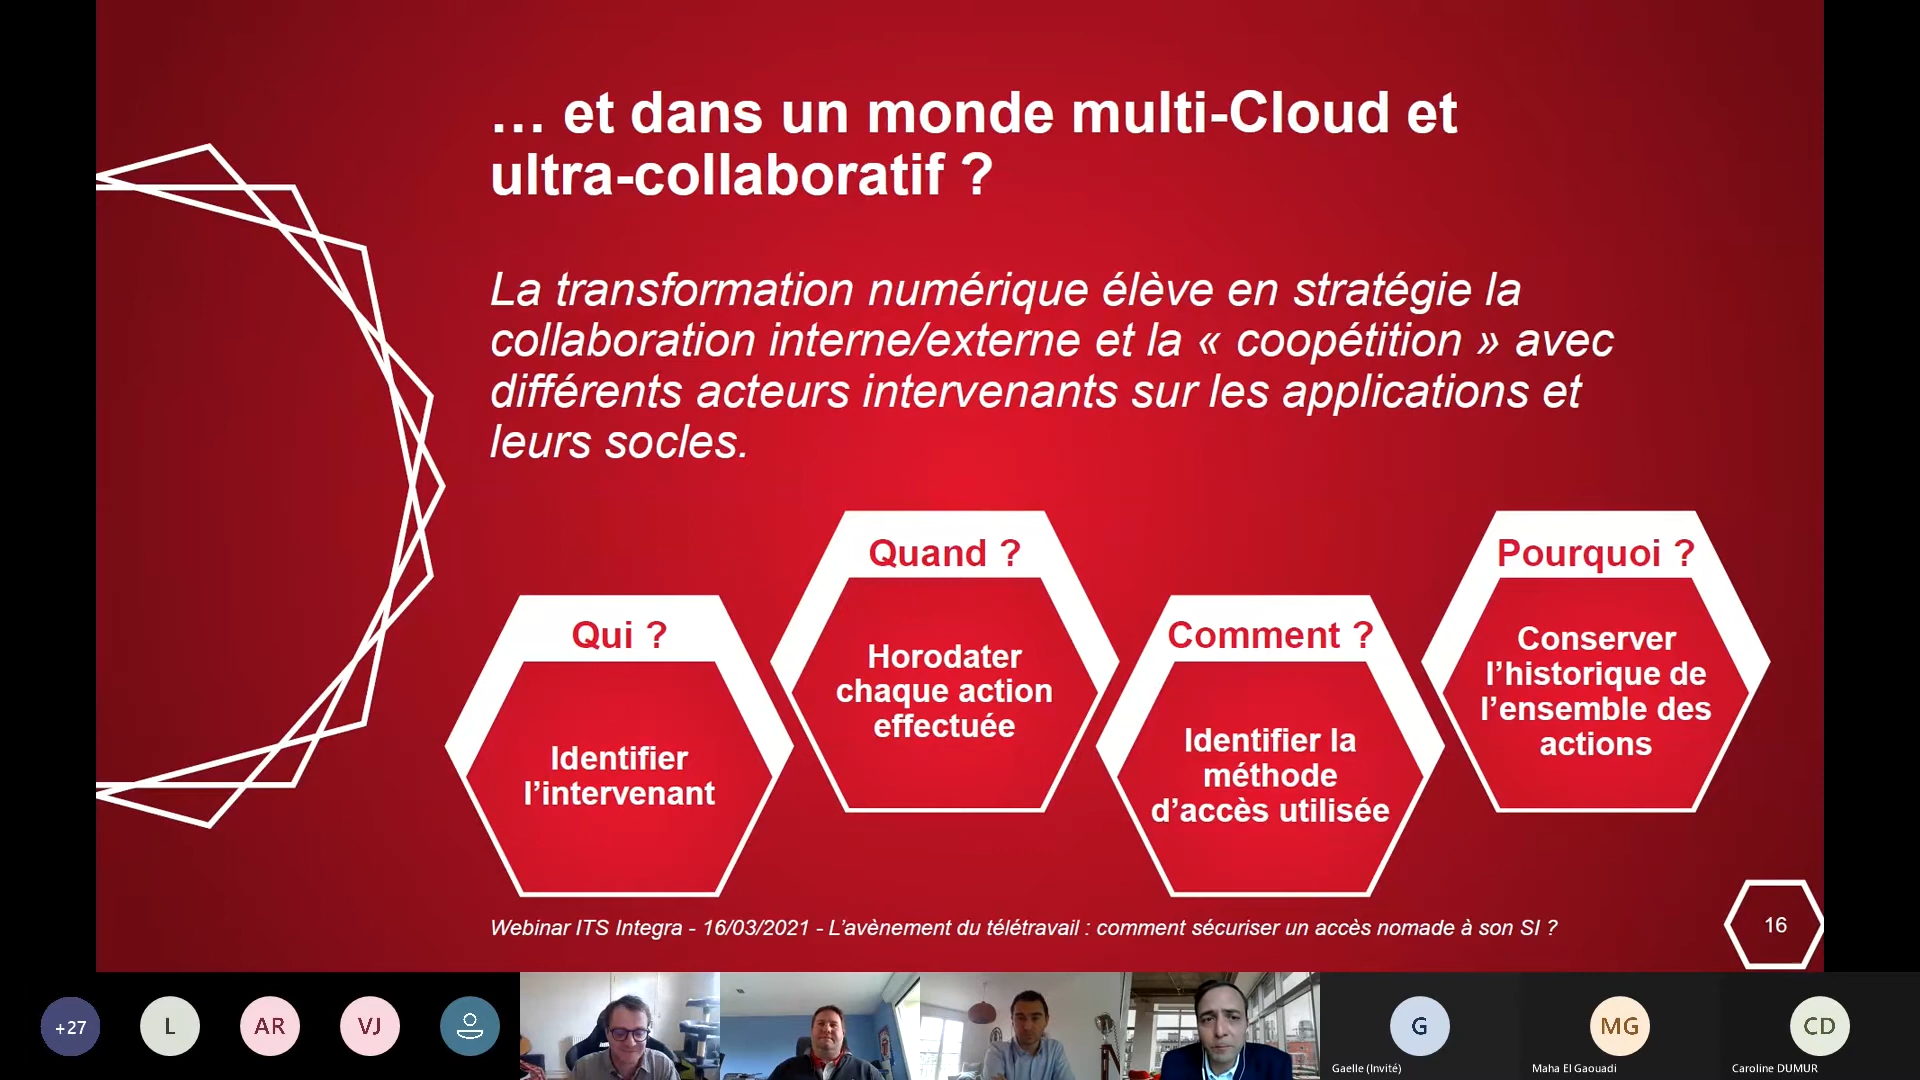 … et dans un monde multi-Cloud et
ultra-collaboratif ?
La transformation numérique élève en stratégie la
collaboration interne/externe et la « coopétition » avec
différents acteurs intervenants sur les applications et
leurs socles.
Qui ?
Identifier
l’intervenant
Quand ?
Horodater
chaque action
effectuée
Comment ?
Identifier la
méthode
d’accès utilisée
Pourquoi ?
Conserver
l’historique de
l’ensemble des
actions
Webinar ITS Integra - 16/03/2021 - L’avènement du télétravail : comment sécuriser un accès nomade à son SI ?
16
+27
L
AR
VJ
G
Gaelle (Invité)
MG
Maha El Gaouadi
CD
Caroline DUMUR